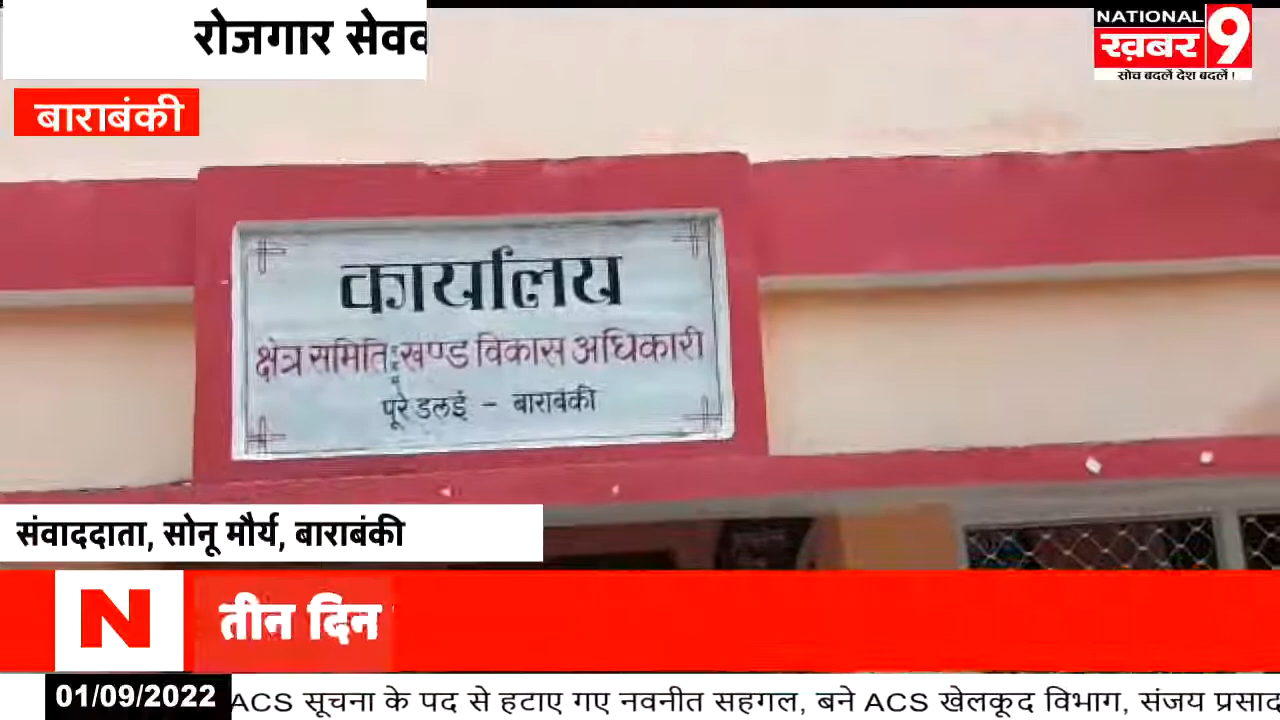 रोजगार
NATIONAL
ख़बर 9
सोच बदलें देश बदलें !
बाराबंकी
कार्यालय
क्षेत्र समिति खण्ड विकास अधिकारी
पूरे डलई - बाराबंकी
संवाददाता, सोनू मौर्य, बाराबंकी
N तीन दिन
01/09/2022 ACS सूचना के पद से हटाए गए नवनीत सहगल, बने ACS खेलकूद विभाग, संजय प्रसाद